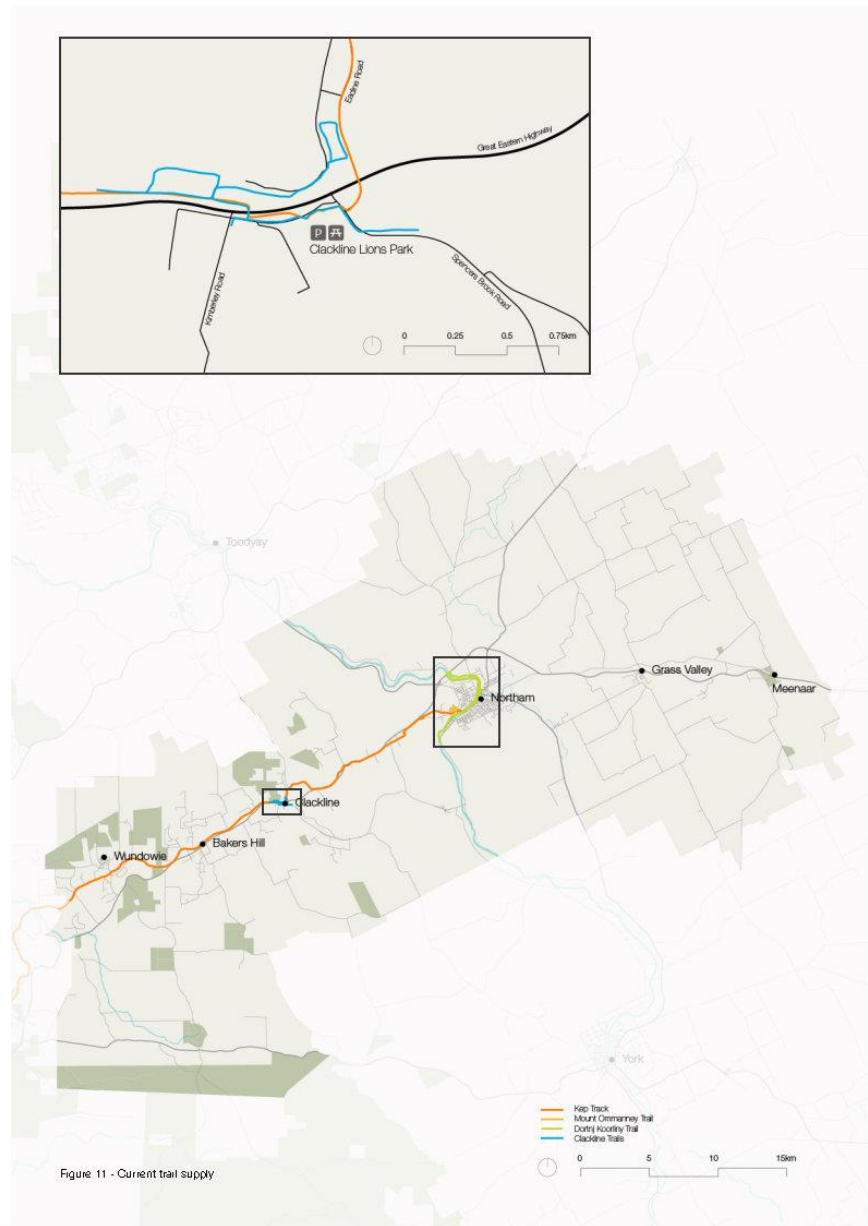 Eadine Road
Great Eastern Highway
P
Clackline Lions Park
Kimberley Road
Spencers Brook Road
0 0.25 0.5 0.75km
Toodyay
Grass Valley
Meenaar
Northam
Clackline
Bakers Hill
Wundowie
York
Kep Track
Mount Ommanney Trail
Dortnj Koorliny Trail
Clackline Trails
0 5 10 15km
Figure 11 - Current trail supply